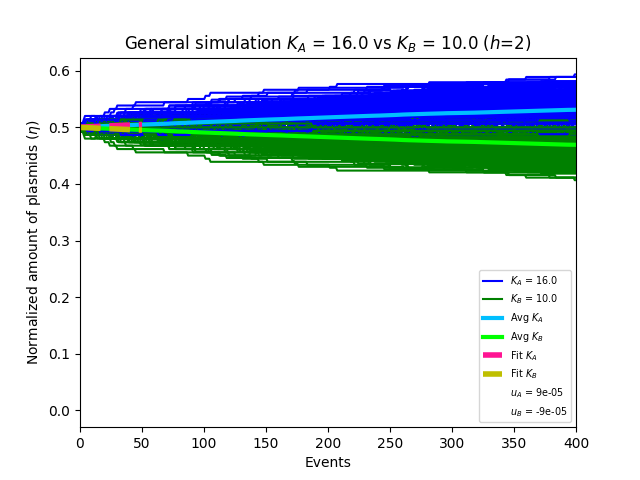 General simulation K_A = 16.0 vs K_B = 10.0 (h=2)
Normalized amount of plasmids (η)
0.6
0.5
0.4
0.3
0.2
0.1
0.0
K_A = 16.0
K_B = 10.0
Avg K_A
Avg K_B
Fit K_A
Fit K_B
u_A = 9e-05
u_B = -9e-05
0 50 100 150 200 250 300 350 400
Events